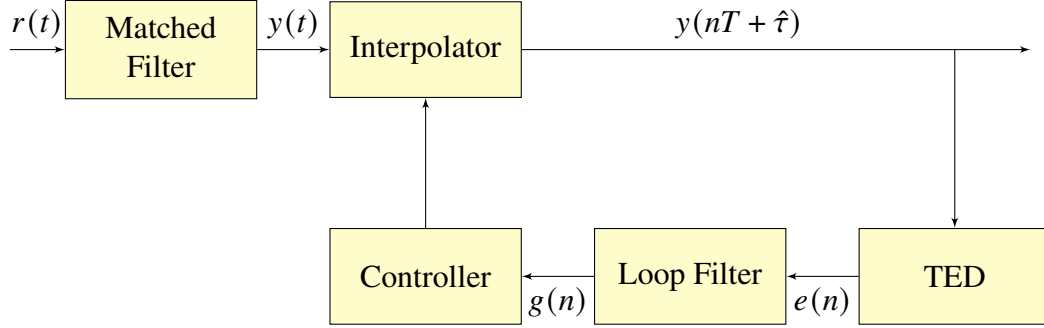 r(t)
Matched
Filter
y(t)
Interpolator
y(nT + τ̂)
Controller
g(n)
Loop Filter
e(n)
TED